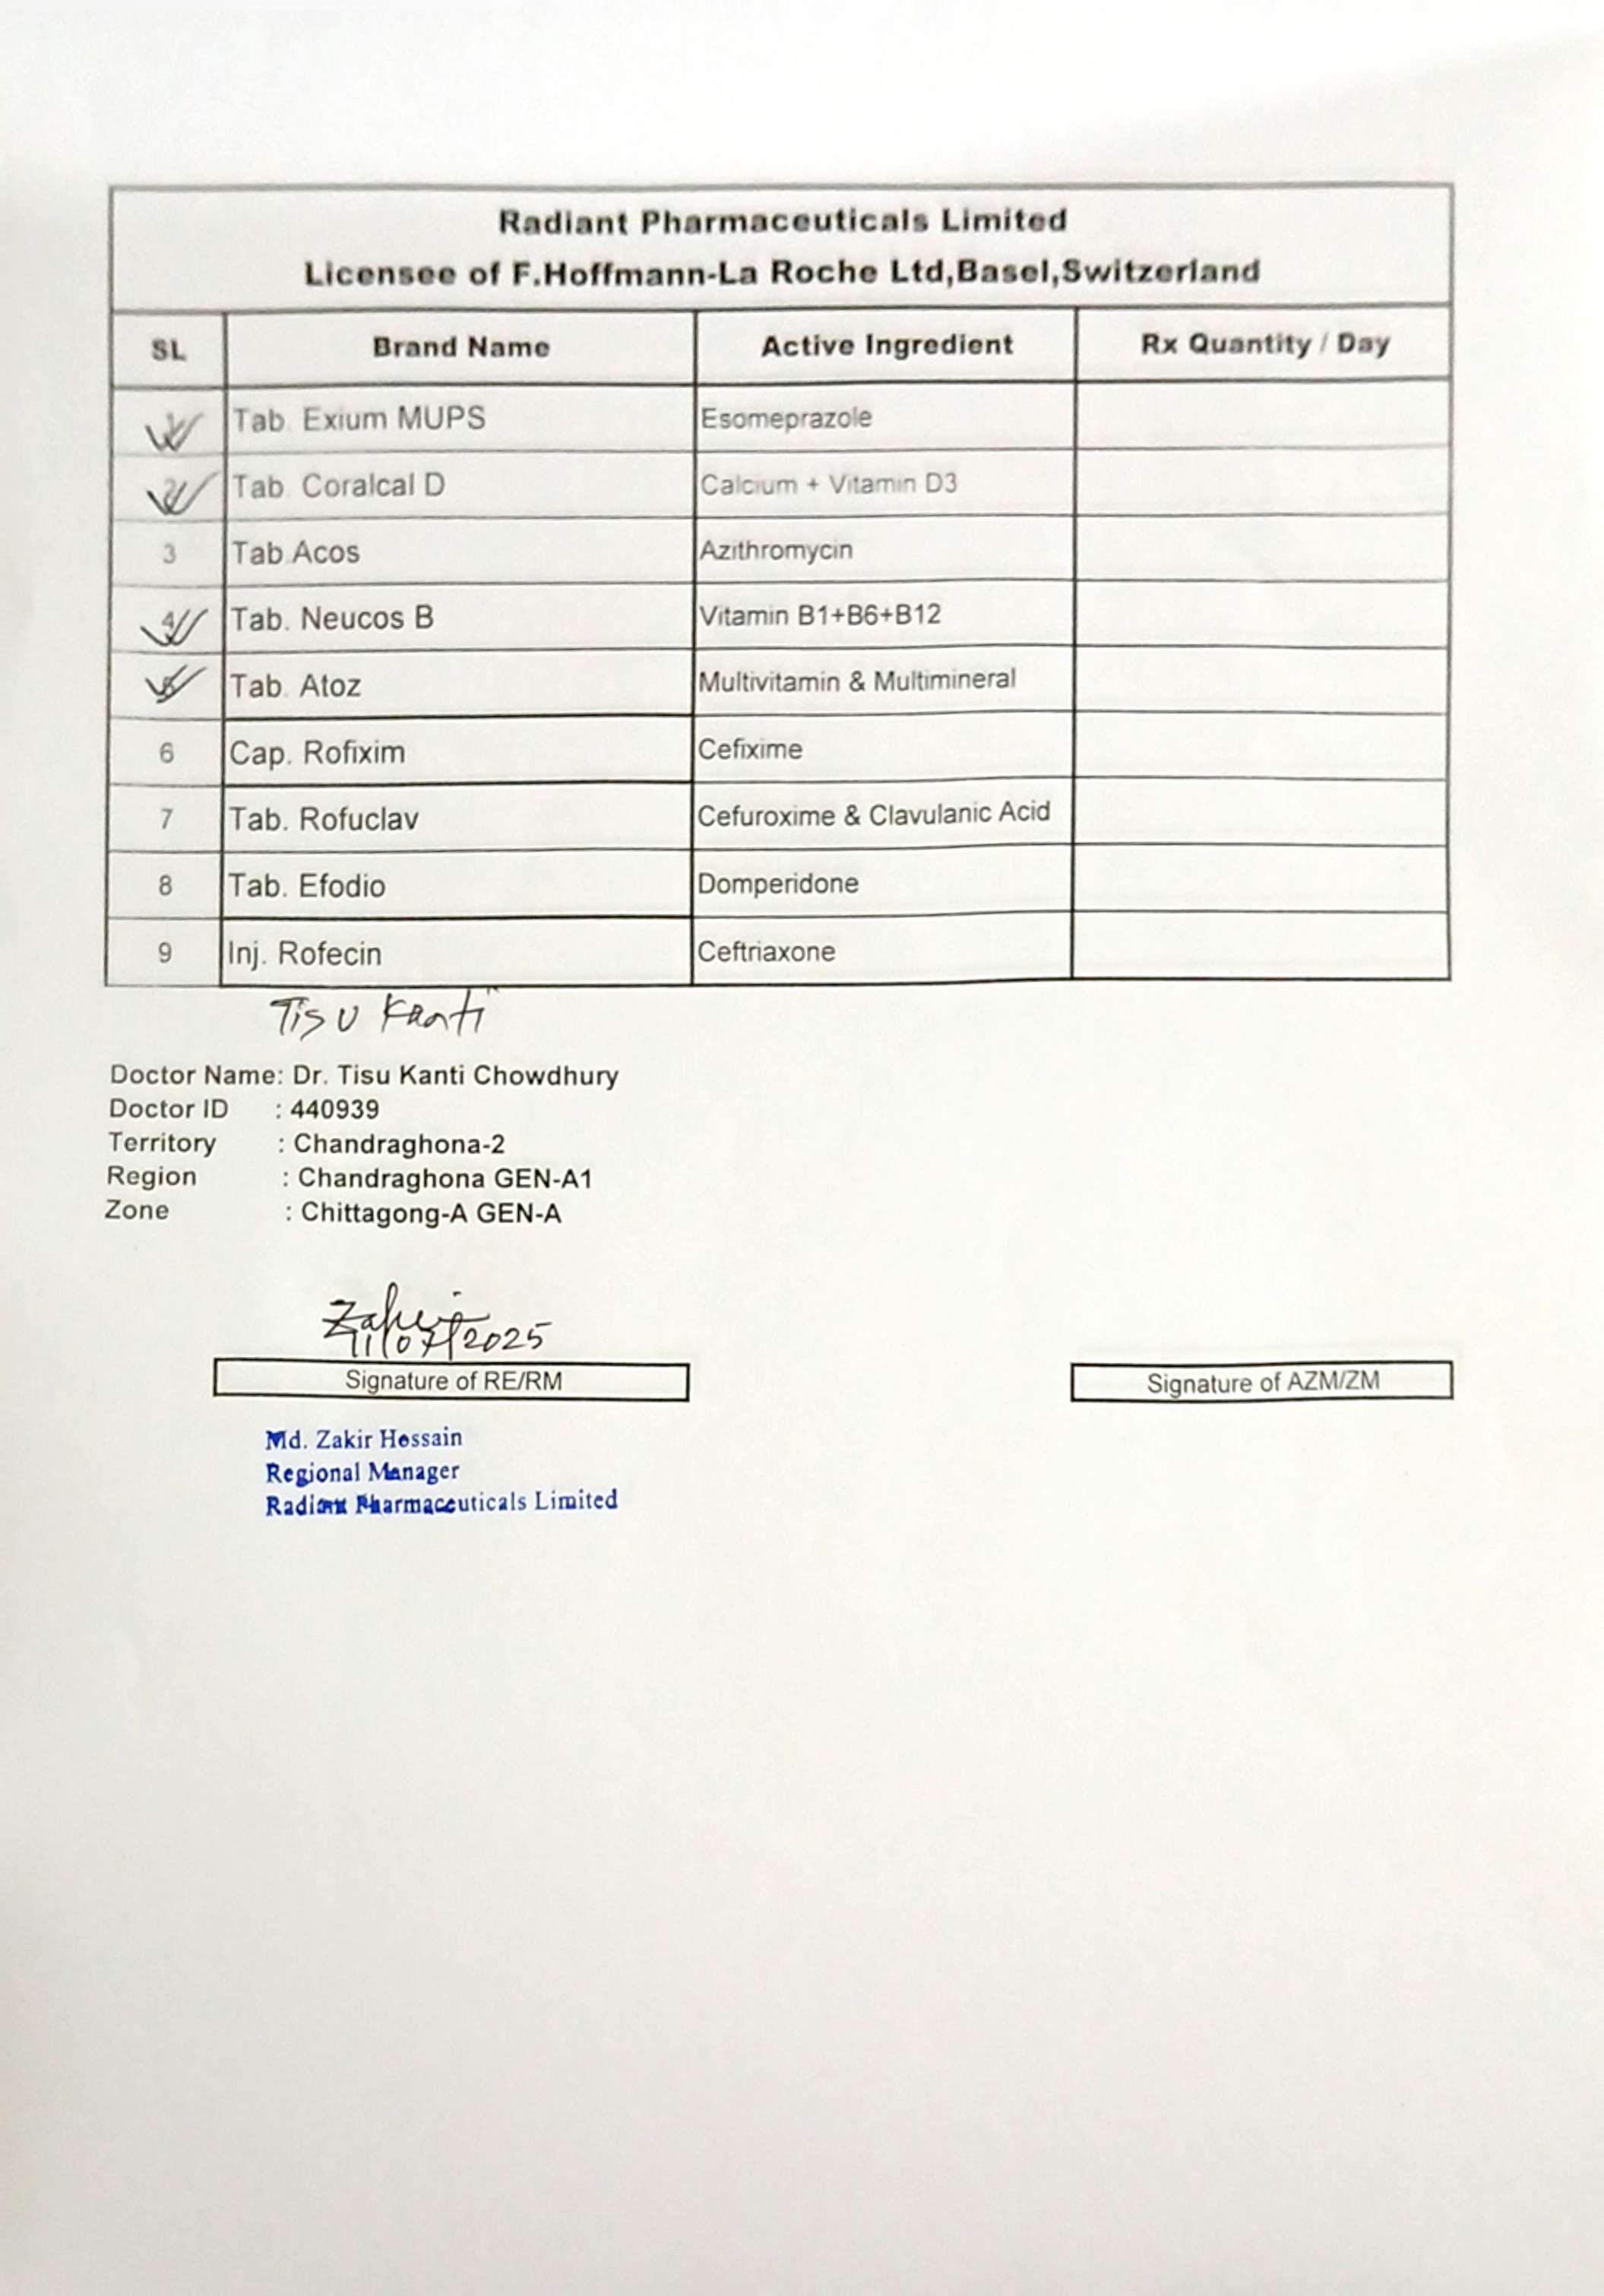 Radiant Pharmaceuticals Limited
Licensee of F.Hoffmann-La Roche Ltd,Basel,Switzerland
SL Brand Name Active Ingredient Rx Quantity / Day
1 Tab. Exium MUPS Esomeprazole
2 Tab. Coralcal D Calcium + Vitamin D3
3 Tab.Acos Azithromycin
4 Tab. Neucos B Vitamin B1+B6+B12
5 Tab. Atoz Multivitamin & Multimineral
6 Cap. Rofixim Cefixime
7 Tab. Rofuclav Cefuroxime & Clavulanic Acid
8 Tab. Efodio Domperidone
9 Inj. Rofecin Ceftriaxone
Tisu Kanti
Doctor Name: Dr. Tisu Kanti Chowdhury
Doctor ID : 440939
Territory : Chandraghona-2
Region : Chandraghona GEN-A1
Zone : Chittagong-A GEN-A
Zakir
11/07/2025
Signature of RE/RM Signature of AZM/ZM
Md. Zakir Hossain
Regional Manager
Radiant Pharmaceuticals Limited